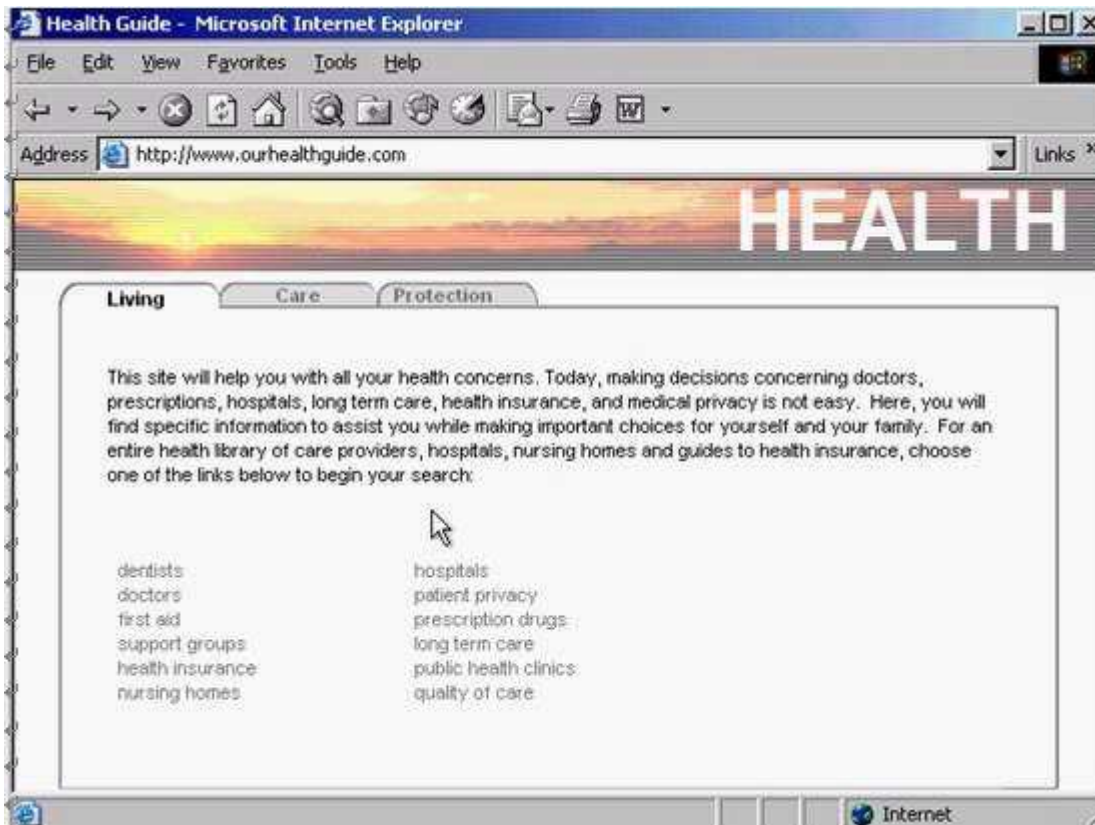 Health Guide - Microsoft Internet Explorer
File Edit View Favorites Tools Help
Address http://www.ourhealthguide.com Links »
HEALTH
Living Care Protection
This site will help you with all your health concerns. Today, making decisions concerning doctors,
prescriptions, hospitals, long term care, health insurance, and medical privacy is not easy. Here, you will
find specific information to assist you while making important choices for yourself and your family. For an
entire health library of care providers, hospitals, nursing homes and guides to health insurance, choose
one of the links below to begin your search:
dentists hospitals
doctors patient privacy
first aid prescription drugs
support groups long term care
health insurance public health clinics
nursing homes quality of care
Internet